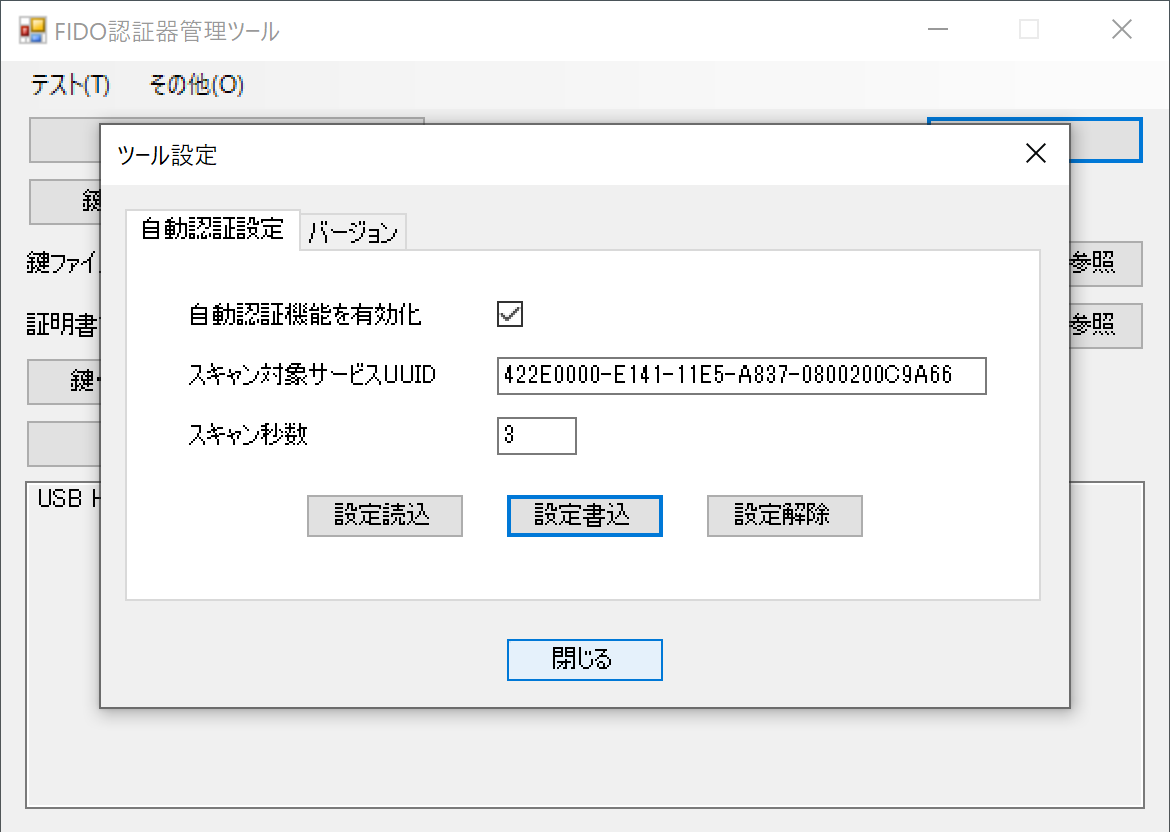 FIDO認証器管理ツール
テスト(T) その他(O)
ツール設定
鍵
自動認証設定 バージョン
鍵ファイ
参照
自動認証機能を有効化
証明書
参照
スキャン対象サービスUUID 422E0000-E141-11E5-A837-0800200C9A66
鍵・
スキャン秒数 3
USB H
設定読込 設定書込 設定解除
閉じる